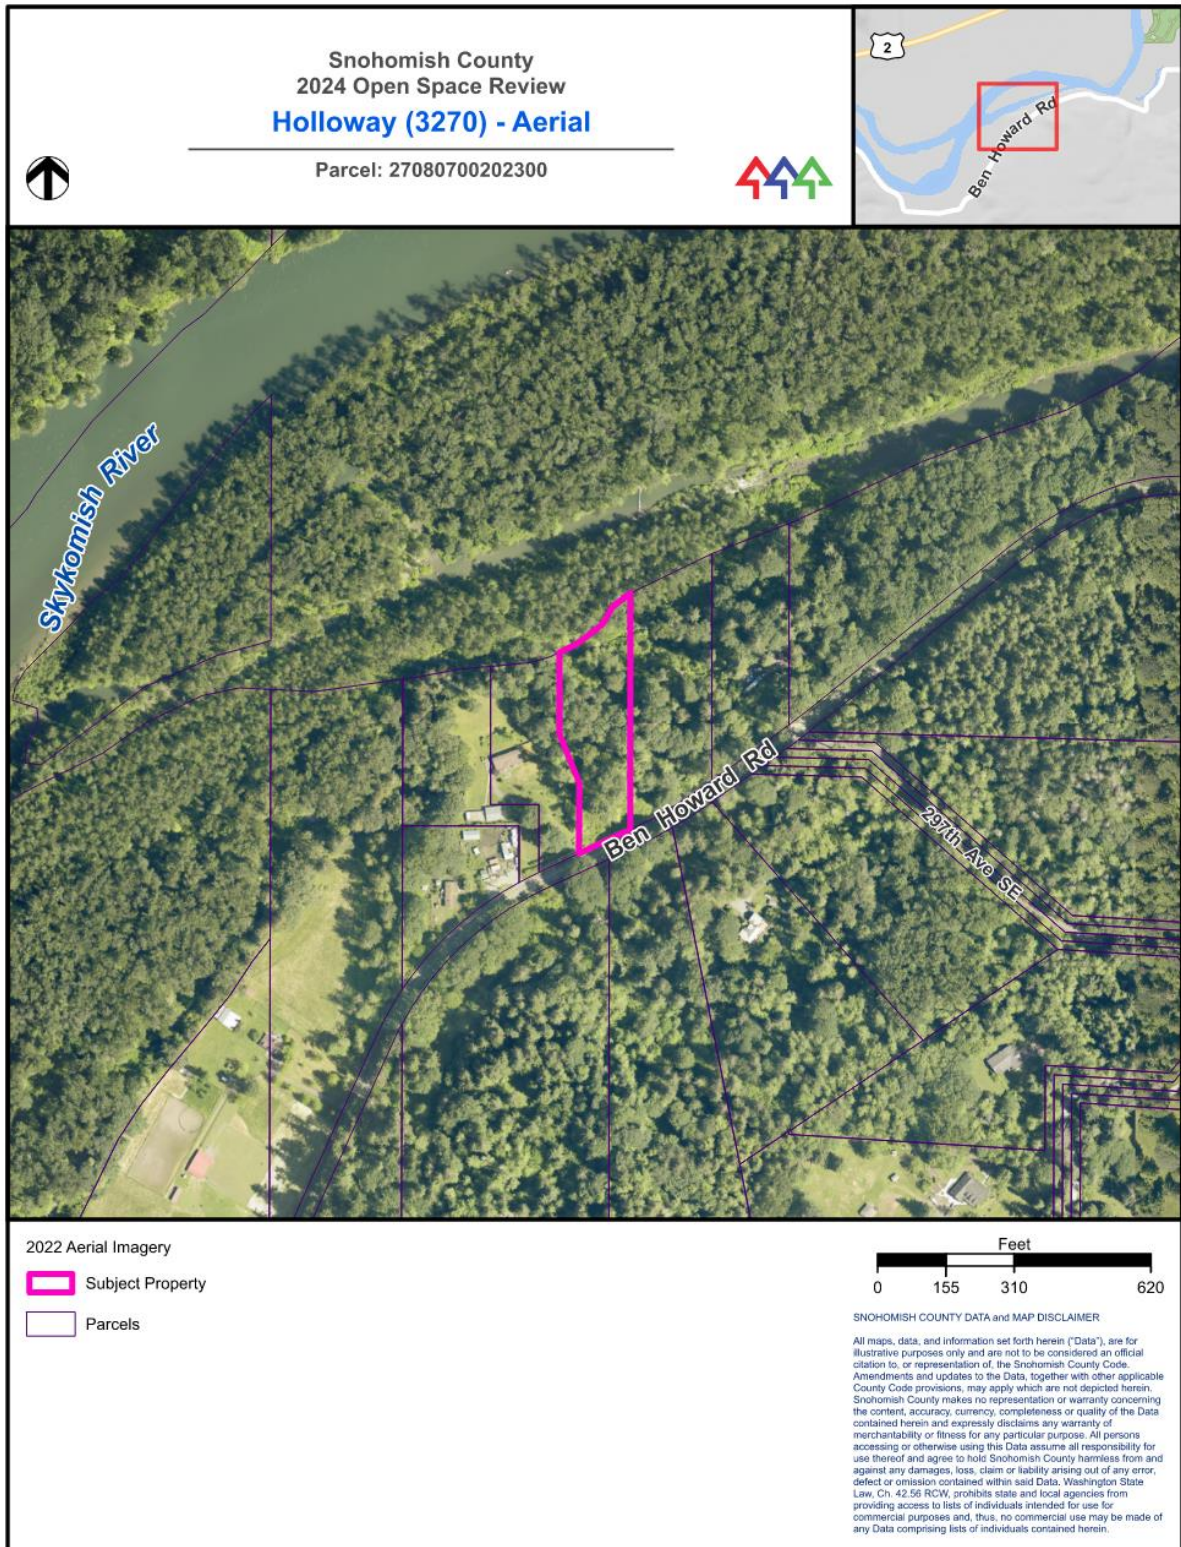 Snohomish County
2024 Open Space Review
Holloway (3270) - Aerial
Parcel: 27080700202300
2
Ben Howard Rd
Skykomish River
Ben Howard Rd
297th Ave SE
2022 Aerial Imagery
Subject Property
Parcels
Feet
0 155 310 620
SNOHOMISH COUNTY DATA and MAP DISCLAIMER
All maps, data, and information set forth herein ("Data"), are for
illustrative purposes only and are not to be considered an official
citation to, or representation of, the Snohomish County Code.
Amendments and updates to the Data, together with other applicable
County Code provisions, may apply which are not depicted herein.
Snohomish County makes no representation or warranty concerning
the content, accuracy, currency, completeness or quality of the Data
contained herein and expressly disclaims any warranty of
merchantability or fitness for any particular purpose. All persons
accessing or otherwise using this Data assume all responsibility for
use thereof and agree to hold Snohomish County harmless from and
against any damages, loss, claim or liability arising out of any error,
defect or omission contained within said Data. Washington State
Law, Ch. 42.56 RCW, prohibits state and local agencies from
providing access to lists of individuals intended for use for
commercial purposes and, thus, no commercial use may be made of
any Data comprising lists of individuals contained herein.